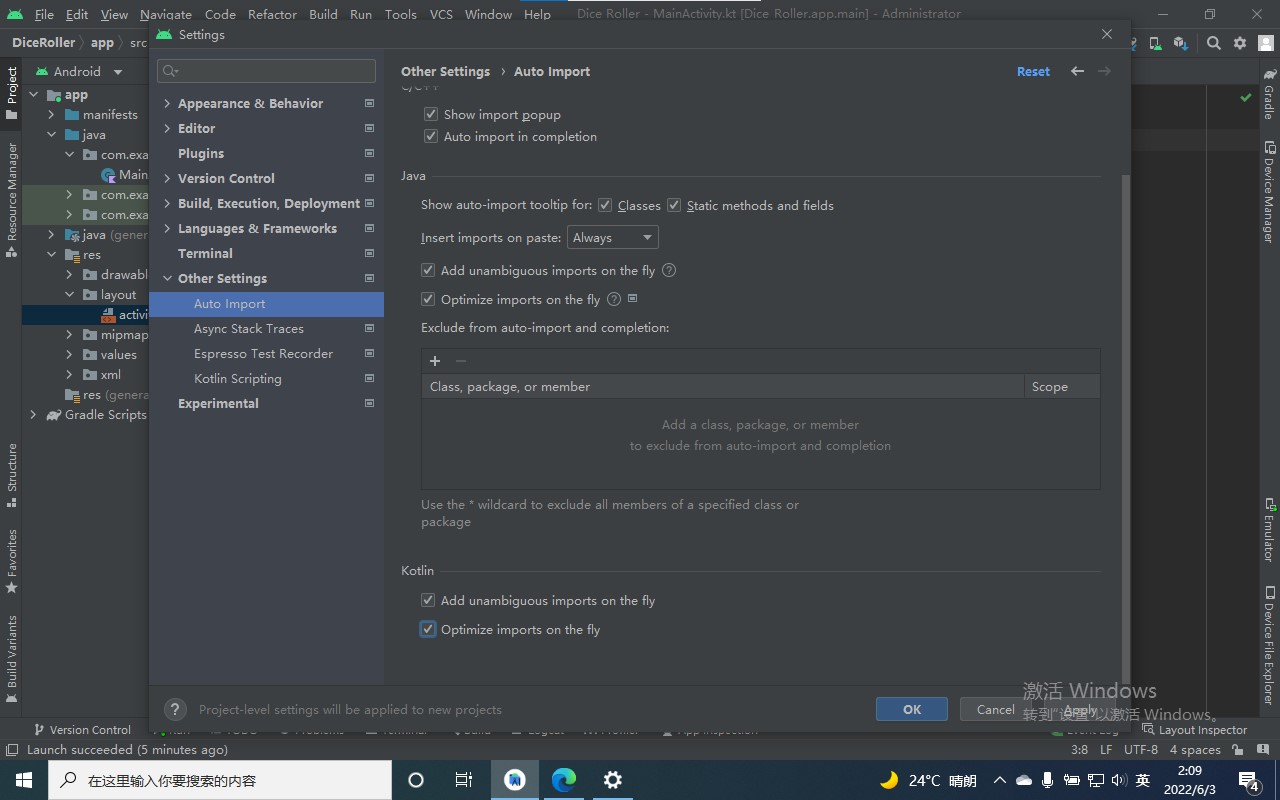 File Edit View Navigate Code Refactor Build Run Tools VCS Window Help Dice Roller - MainActivity.kt [Dice Roller.app.main] - Administrator
DiceRoller app src
Settings
Project
Android
app
manifests
java
com.exa
Main
com.exa
com.exa
java (gener
res
drawabl
layout
activi
mipmap
values
xml
res (genera
Gradle Scripts
Resource Manager
Structure
Favorites
Build Variants
Appearance & Behavior
Editor
Plugins
Version Control
Build, Execution, Deployment
Languages & Frameworks
Terminal
Other Settings
Auto Import
Async Stack Traces
Espresso Test Recorder
Kotlin Scripting
Experimental
Other Settings › Auto Import
Reset
C/C++
Show import popup
Auto import in completion
Java
Show auto-import tooltip for: Classes Static methods and fields
Insert imports on paste: Always
Add unambiguous imports on the fly
Optimize imports on the fly
Exclude from auto-import and completion:
Class, package, or member Scope
Add a class, package, or member
to exclude from auto-import and completion
Use the * wildcard to exclude all members of a specified class or
package
Kotlin
Add unambiguous imports on the fly
Optimize imports on the fly
? Project-level settings will be applied to new projects
OK Cancel Apply
激活 Windows
转到"设置"以激活 Windows。
Gradle
Device Manager
Emulator
Device File Explorer
Version Control Run TODO Problems Terminal Build Logcat Profiler App Inspection Event Log Layout Inspector
Launch succeeded (5 minutes ago) 3:8 LF UTF-8 4 spaces
在这里输入你要搜索的内容
24°C 晴朗
英
2:09
2022/6/3
4